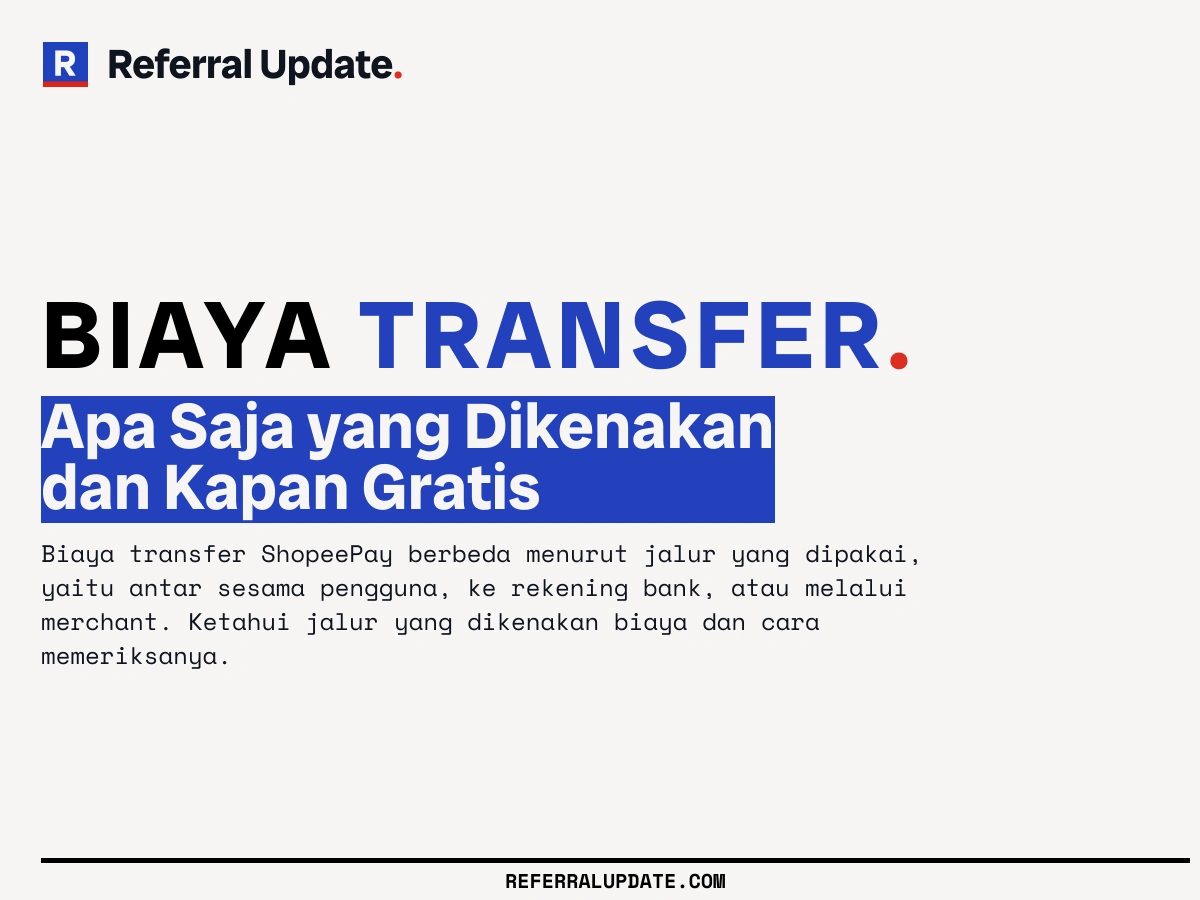 R Referral Update.
BIAYA TRANSFER.
Apa Saja yang Dikenakan
dan Kapan Gratis
Biaya transfer ShopeePay berbeda menurut jalur yang dipakai,
yaitu antar sesama pengguna, ke rekening bank, atau melalui
merchant. Ketahui jalur yang dikenakan biaya dan cara
memeriksanya.
REFERRALUPDATE.COM